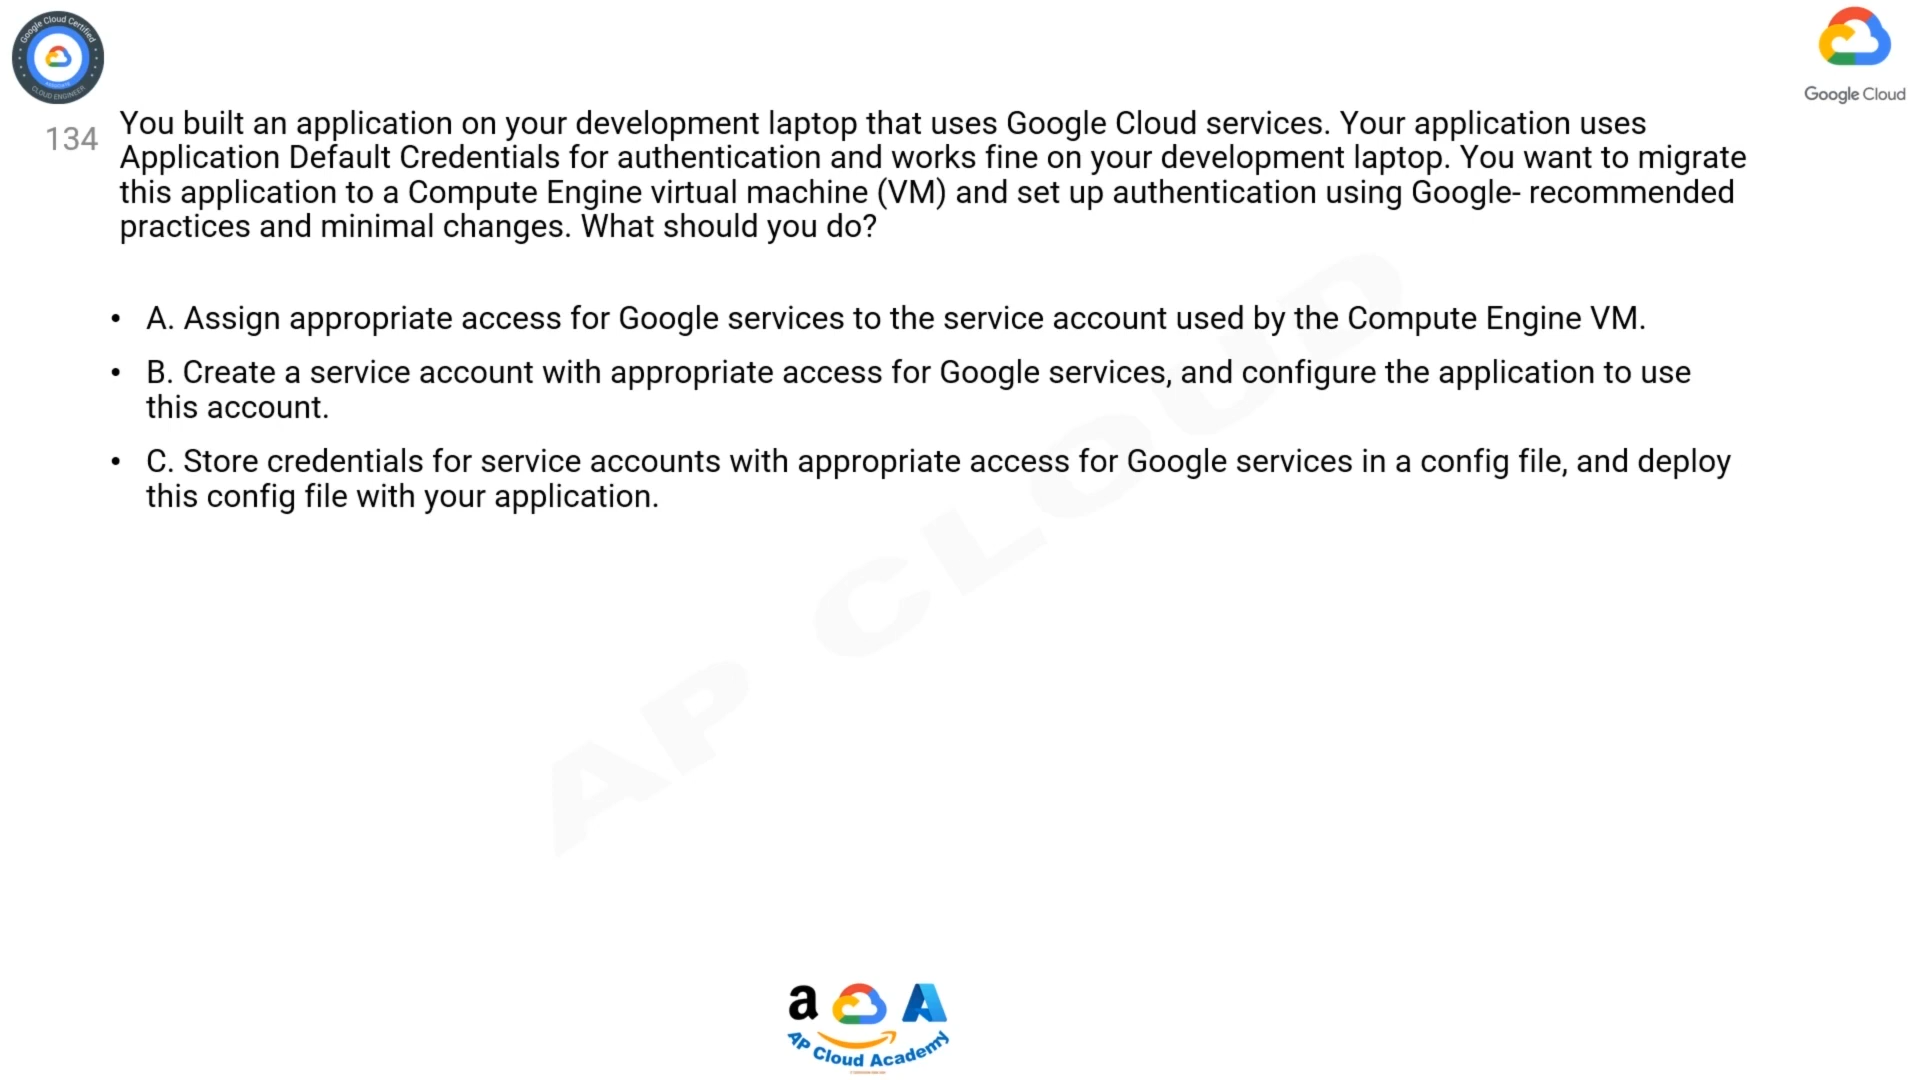 Google Cloud Certified
ASSOCIATE
CLOUD ENGINEER
Google Cloud
134
You built an application on your development laptop that uses Google Cloud services. Your application uses
Application Default Credentials for authentication and works fine on your development laptop. You want to migrate
this application to a Compute Engine virtual machine (VM) and set up authentication using Google- recommended
practices and minimal changes. What should you do?
• A. Assign appropriate access for Google services to the service account used by the Compute Engine VM.
• B. Create a service account with appropriate access for Google services, and configure the application to use
this account.
• C. Store credentials for service accounts with appropriate access for Google services in a config file, and deploy
this config file with your application.
AP CLOUD
a
AP Cloud Academy